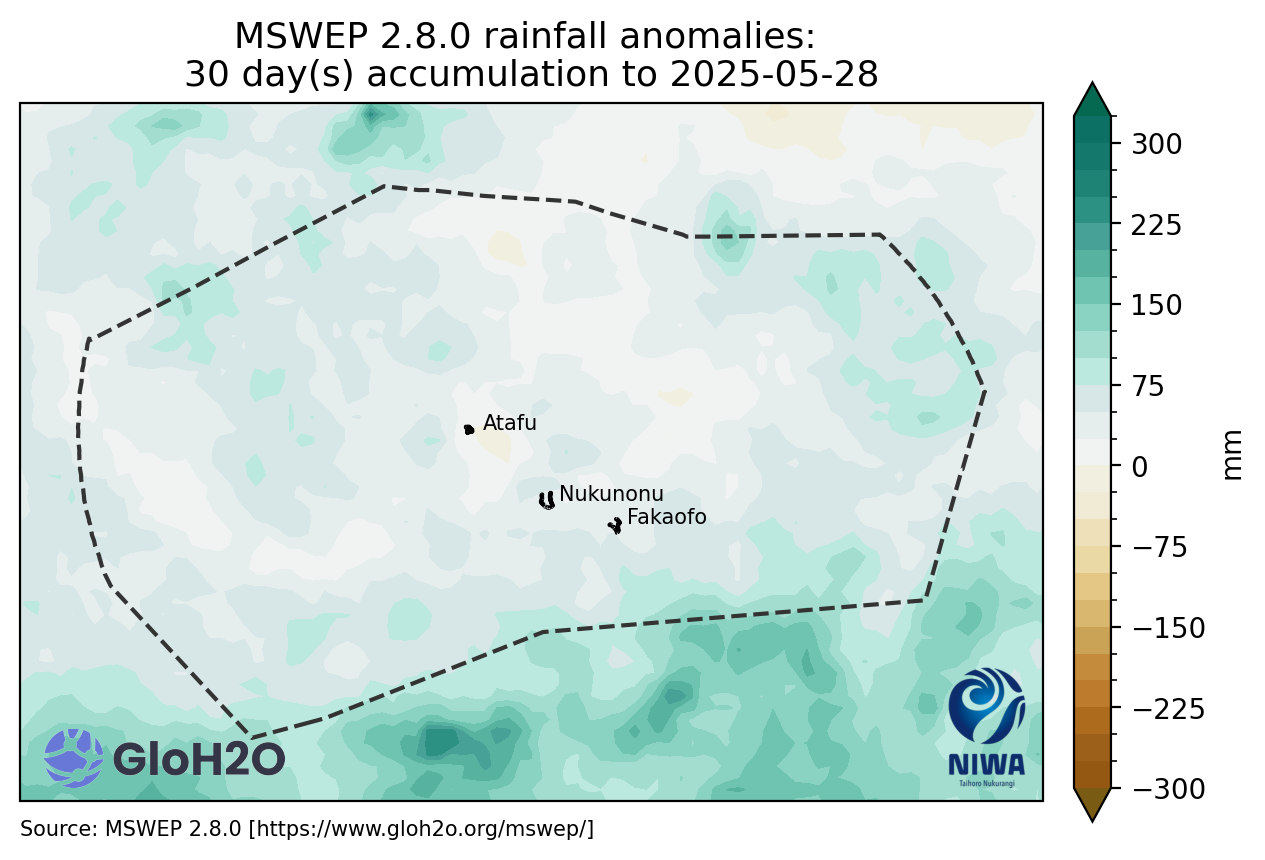 MSWEP 2.8.0 rainfall anomalies:
30 day(s) accumulation to 2025-05-28
300
225
150
75
0
−75
−150
−225
−300
mm
Atafu
Nukunonu
Fakaofo
GloH2O
NIWA
Taihoro Nukurangi
Source: MSWEP 2.8.0 [https://www.gloh2o.org/mswep/]